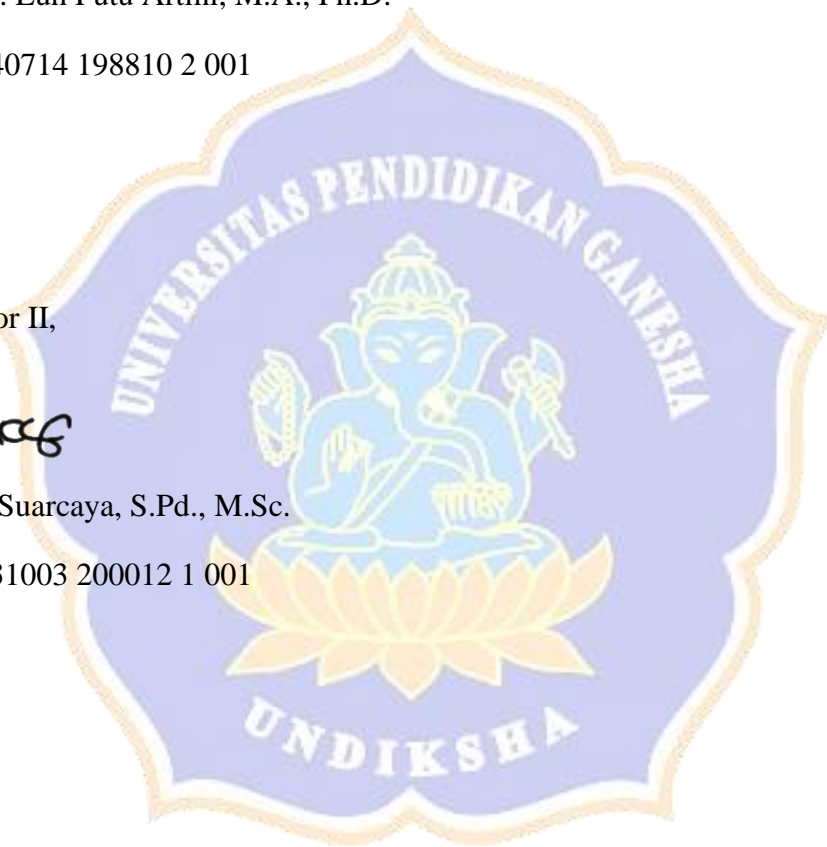 Putu Artini, M.A., Ph.D.
40714 198810 2 001
UNIVERSITAS PENDIDIKAN GANESHA
or II,
Suarcaya, S.Pd., M.Sc.
31003 200012 1 001
UNDIKSHA